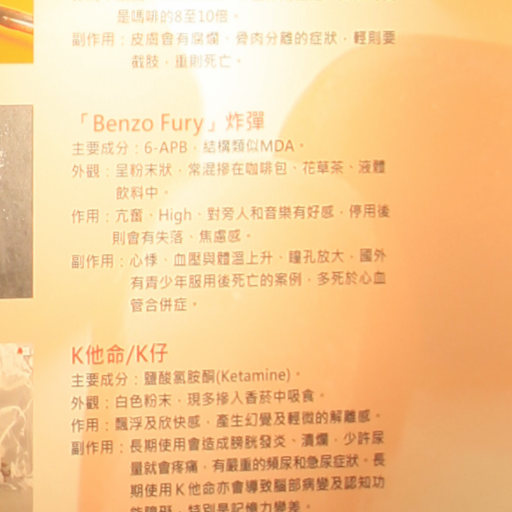 是嗎啡的8至10倍。
副作用：皮膚會有腐爛、骨肉分離的症狀，輕則要
截肢，重則死亡。
「Benzo Fury」炸彈
主要成分：6-APB，結構類似MDA。
外觀：呈粉末狀，常混摻在咖啡包、花草茶、液體
飲料中。
作用：亢奮、High、對旁人和音樂有好感，停用後
則會有失落、焦慮感。
副作用：心悸、血壓與體溫上升、瞳孔放大，國外
有青少年服用後死亡的案例，多死於心血
管合併症。
K他命/K仔
主要成分：鹽酸氯胺酮(Ketamine)。
外觀：白色粉末，現多摻入香菸中吸食。
作用：飄浮及欣快感，產生幻覺及輕微的解離感。
副作用：長期使用會造成膀胱發炎、潰爛，少許尿
量就會疼痛，有嚴重的頻尿和急尿症狀。長
期使用K他命亦會導致腦部病變及認知功
能障礙，特別是記憶力變差。